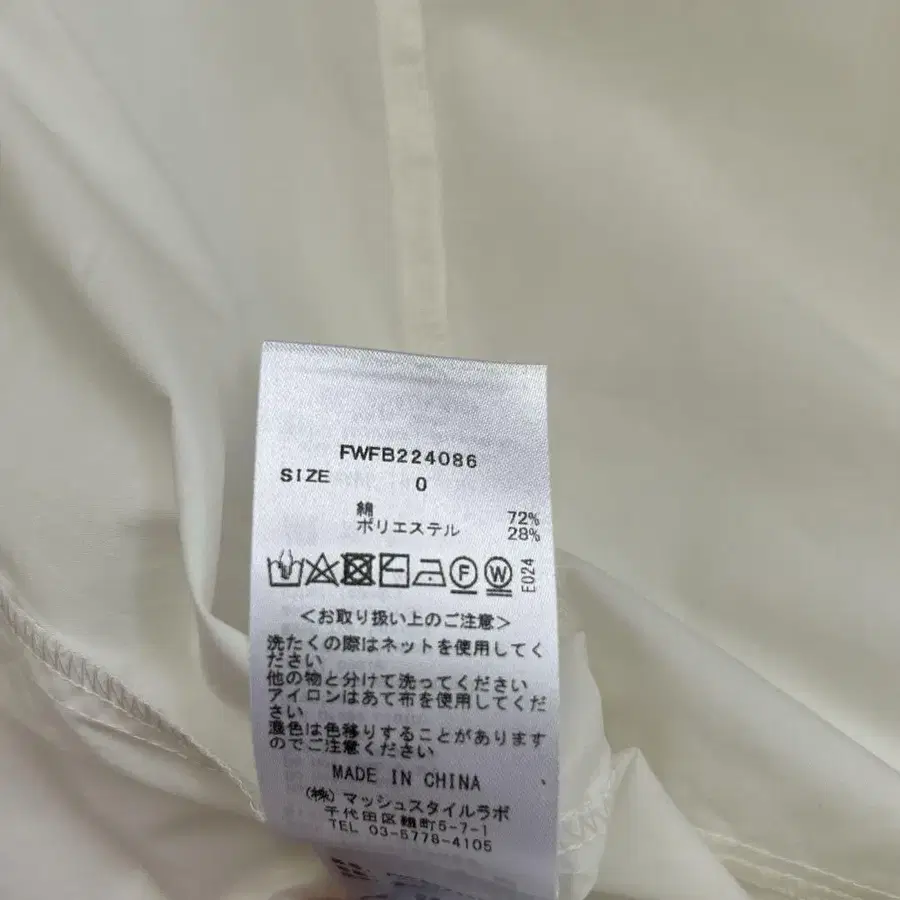 FWFB224086
SIZE 0
綿 72%
ポリエステル 28%
F W E024
<お取り扱い上のご注意>
洗たくの際はネットを使用してく
ださい
他の物と分けて洗ってください
アイロンはあて布を使用してくだ
さい
濃色は色移りすることがあります
のでご注意ください
MADE IN CHINA
(株)マッシュスタイルラボ
千代田区麹町5-7-1
TEL 03-5778-4105